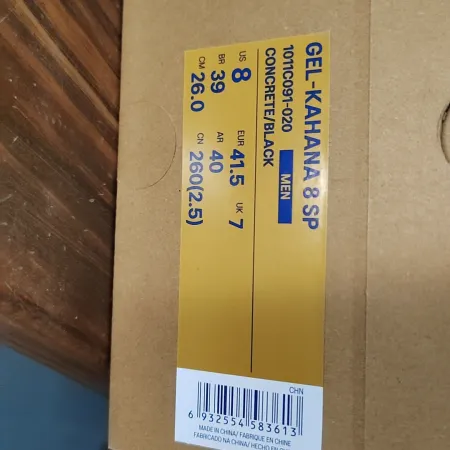 GEL-KAHANA 8 SP
1011C091-020 MEN
CONCRETE/BLACK
US 8 EUR 41.5 UK 7
BR 39 AR 40
CM 26.0 CN 260(2.5)
CHN
6 932554 583613
MADE IN CHINA/ FABRIQUE EN CHINE
FABRICADO NA CHINA/ HECHO EN